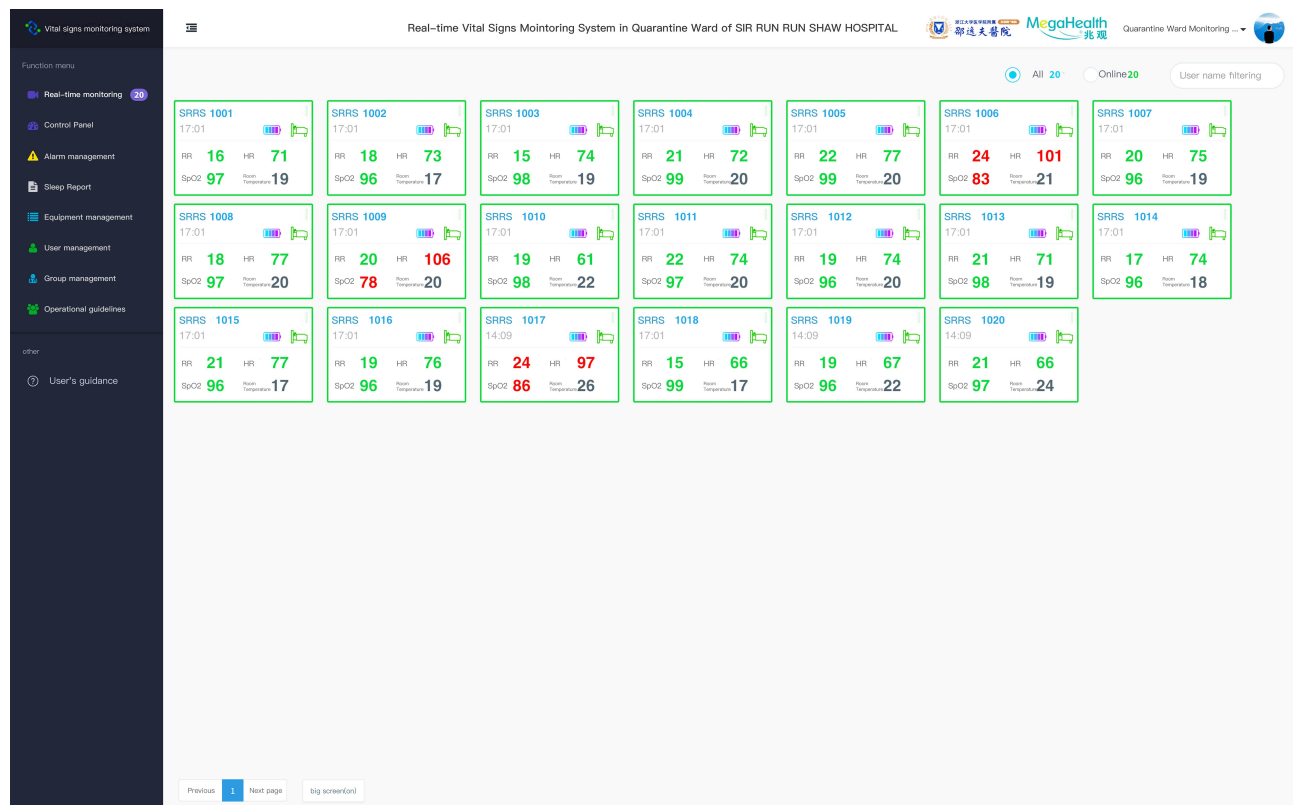 Vital signs monitoring system
Real-time Vital Signs Mointoring System in Quarantine Ward of SIR RUN RUN SHAW HOSPITAL
浙江大学医学院附属
邵逸夫醫院
MegaHealth
兆观
Quarantine Ward Monitoring ...
Function menu
Real-time monitoring 20
Control Panel
Alarm management
Sleep Report
Equipment management
User management
Group management
Operational guidelines
other
User's guidance
All 20 Online20 User name filtering
SRRS 1001
17:01
RR 16 HR 71
SpO2 97 Room Temperature 19
SRRS 1002
17:01
RR 18 HR 73
SpO2 96 Room Temperature 17
SRRS 1003
17:01
RR 15 HR 74
SpO2 98 Room Temperature 19
SRRS 1004
17:01
RR 21 HR 72
SpO2 99 Room Temperature 20
SRRS 1005
17:01
RR 22 HR 77
SpO2 99 Room Temperature 20
SRRS 1006
17:01
RR 24 HR 101
SpO2 83 Room Temperature 21
SRRS 1007
17:01
RR 20 HR 75
SpO2 96 Room Temperature 19
SRRS 1008
17:01
RR 18 HR 77
SpO2 97 Room Temperature 20
SRRS 1009
17:01
RR 20 HR 106
SpO2 78 Room Temperature 20
SRRS 1010
17:01
RR 19 HR 61
SpO2 98 Room Temperature 22
SRRS 1011
17:01
RR 22 HR 74
SpO2 97 Room Temperature 20
SRRS 1012
17:01
RR 19 HR 74
SpO2 96 Room Temperature 20
SRRS 1013
17:01
RR 21 HR 71
SpO2 98 Room Temperature 19
SRRS 1014
17:01
RR 17 HR 74
SpO2 96 Room Temperature 18
SRRS 1015
17:01
RR 21 HR 77
SpO2 96 Room Temperature 17
SRRS 1016
17:01
RR 19 HR 76
SpO2 96 Room Temperature 19
SRRS 1017
14:09
RR 24 HR 97
SpO2 86 Room Temperature 26
SRRS 1018
17:01
RR 15 HR 66
SpO2 99 Room Temperature 17
SRRS 1019
14:09
RR 19 HR 67
SpO2 96 Room Temperature 22
SRRS 1020
14:09
RR 21 HR 66
SpO2 97 Room Temperature 24
Previous 1 Next page big screen(on)